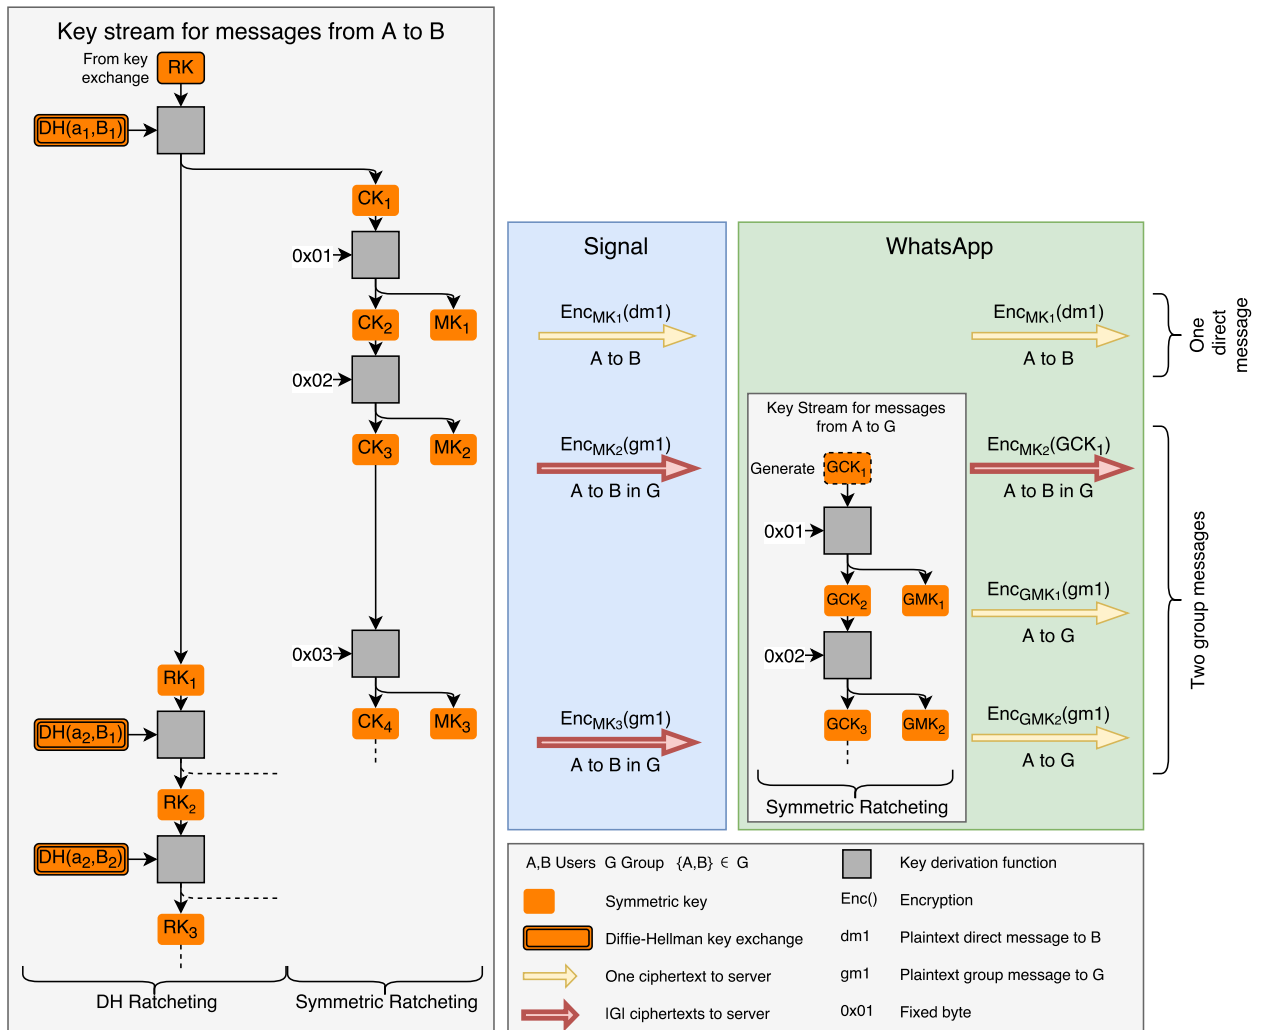 Key stream for messages from A to B
From key
exchange
RK
DH(a1,B1)
CK1
0x01
CK2
MK1
0x02
CK3
MK2
0x03
RK1
CK4
MK3
DH(a2,B1)
RK2
DH(a2,B2)
RK3
DH Ratcheting
Symmetric Ratcheting
Signal
EncMK1(dm1)
A to B
EncMK2(gm1)
A to B in G
EncMK3(gm1)
A to B in G
WhatsApp
EncMK1(dm1)
A to B
Key Stream for messages
from A to G
Generate
GCK1
0x01
GCK2
GMK1
0x02
GCK3
GMK2
Symmetric Ratcheting
EncMK2(GCK1)
A to B in G
EncGMK1(gm1)
A to G
EncGMK2(gm1)
A to G
One
direct
message
Two group messages
A,B Users G Group {A,B} ∈ G
Symmetric key
Diffie-Hellman key exchange
One ciphertext to server
|G| ciphertexts to server
Key derivation function
Enc() Encryption
dm1 Plaintext direct message to B
gm1 Plaintext group message to G
0x01 Fixed byte